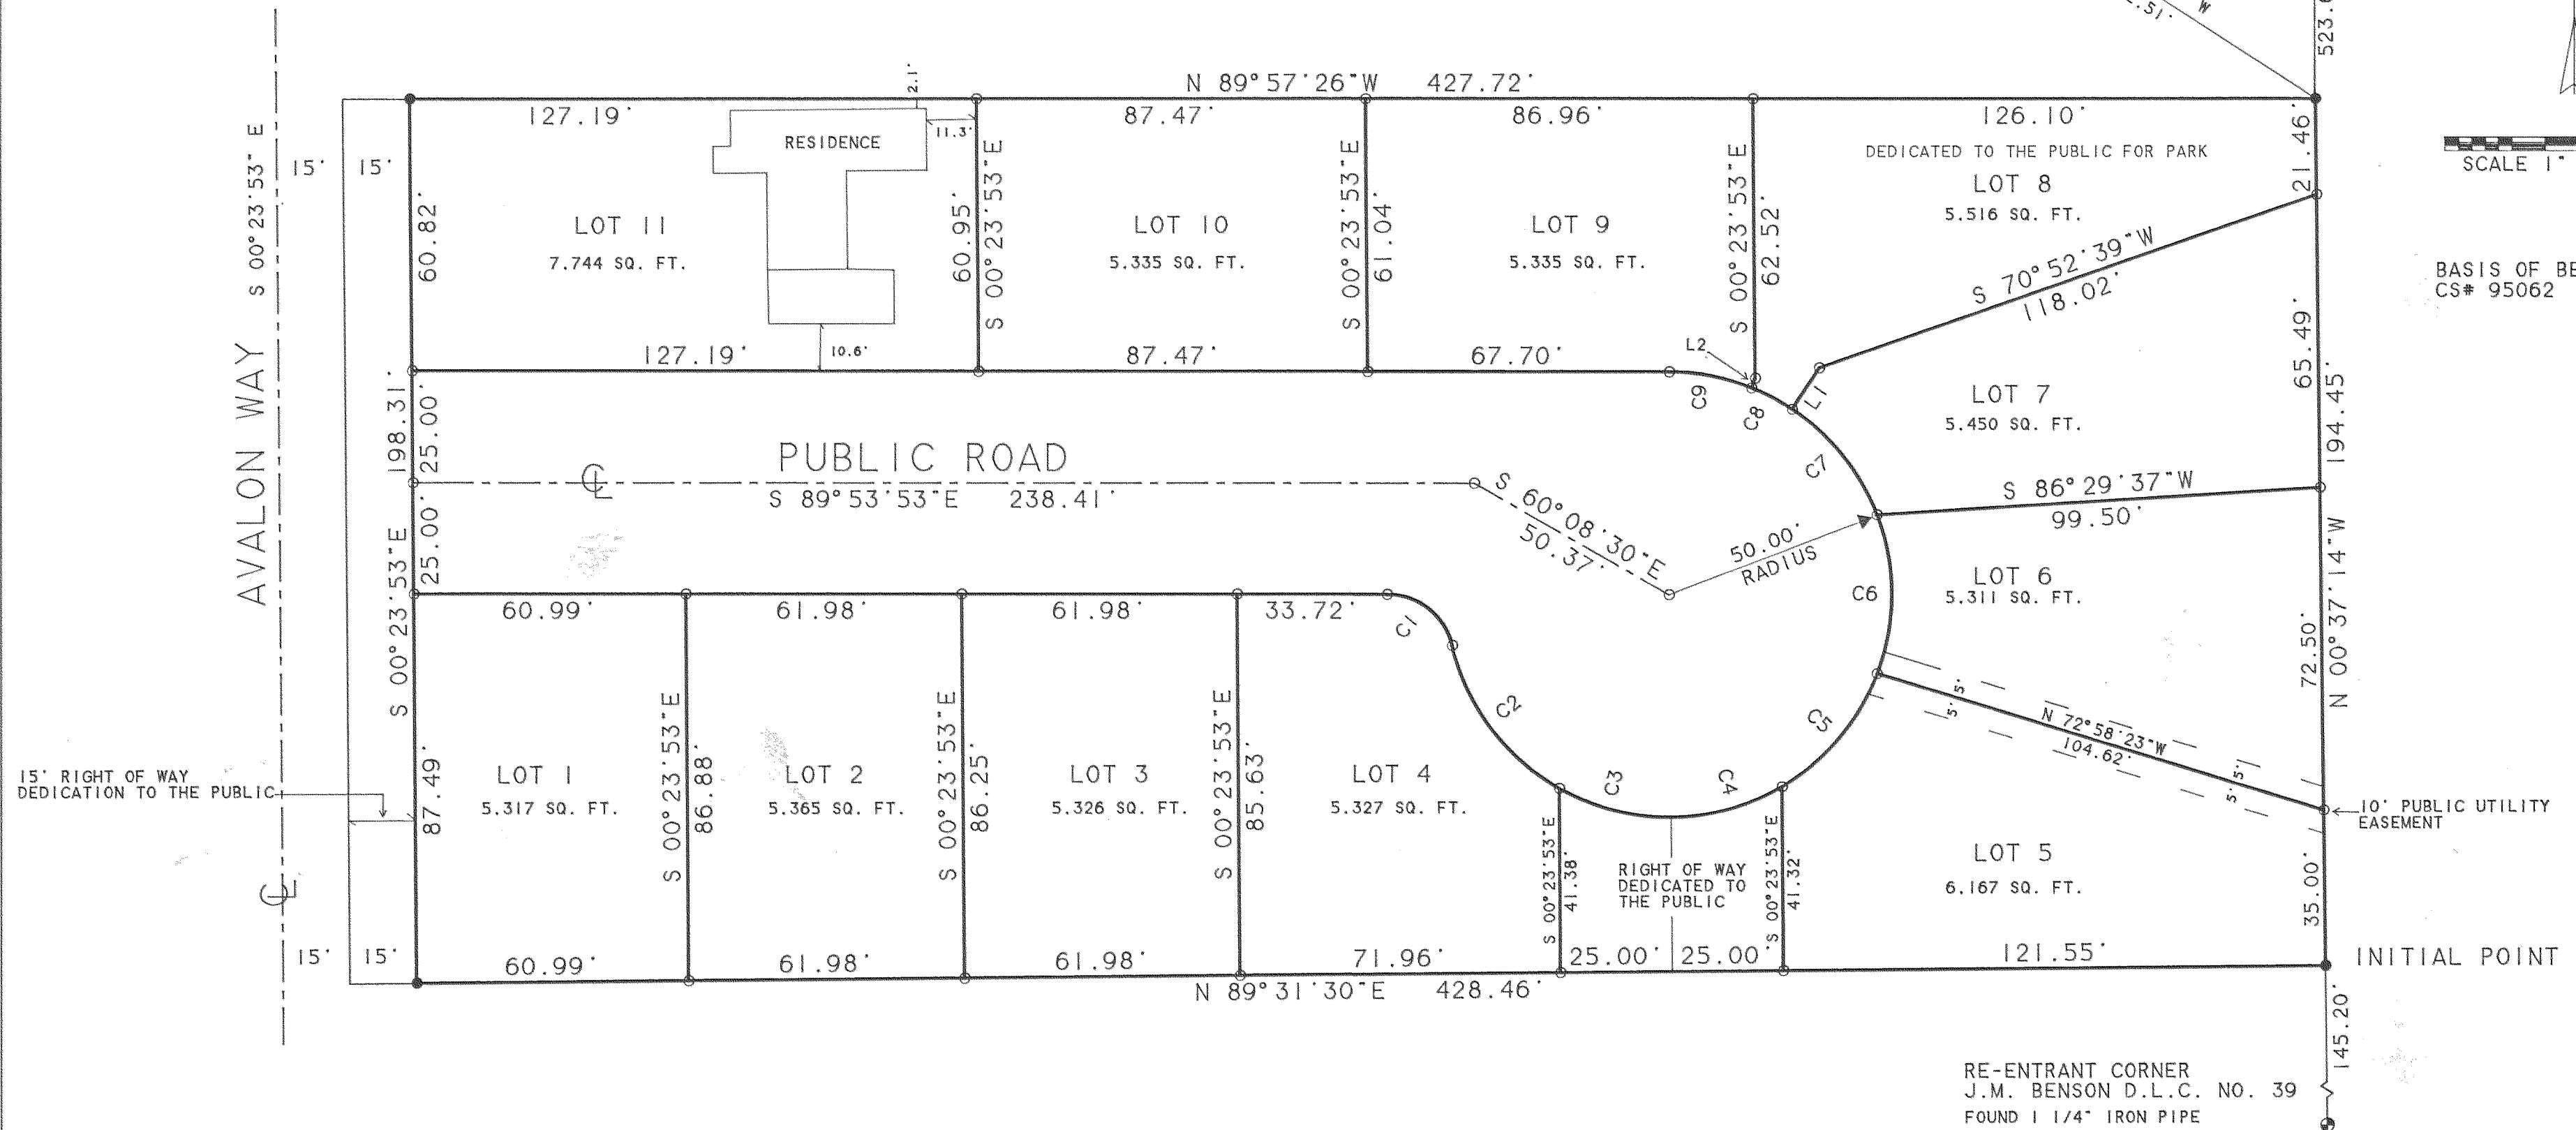 2.51'
W
523.6
N 89°57'26"W 427.72'
127.19'
2.1'
11.3'
RESIDENCE
87.47'
86.96'
126.10'
DEDICATED TO THE PUBLIC FOR PARK
LOT 8
5.516 SQ. FT.
21.46'
SCALE 1"
BASIS OF BE
CS# 95062
S 00°23'53" E
15'
15'
60.82'
LOT 11
7.744 SQ. FT.
60.95'
S 00°23'53"E
LOT 10
5.335 SQ. FT.
S 00°23'53"E
61.04'
LOT 9
5.335 SQ. FT.
S 00°23'53"E
62.52'
S 70°52'39"W
118.02'
127.19'
10.6'
87.47'
67.70'
L2
C9
C8
L1
LOT 7
5.450 SQ. FT.
65.49'
194.45'
AVALON WAY
198.31'
25.00'
PUBLIC ROAD
CL
S 89°53'53"E 238.41'
S 60°08'30"E
50.37'
50.00'
RADIUS
C7
S 86°29'37"W
99.50'
S 00°23'53"E
25.00'
LOT 6
5.311 SQ. FT.
C6
72.50'
N 00°37'14"W
60.99'
61.98'
61.98'
33.72'
C1
C2
C3
C4
C5
5'
5'
N 72°58'23"W
104.62'
5'
5'
15' RIGHT OF WAY
DEDICATION TO THE PUBLIC
87.49'
LOT 1
5.317 SQ. FT.
S 00°23'53"E
86.88'
LOT 2
5.365 SQ. FT.
S 00°23'53"E
86.25'
LOT 3
5.326 SQ. FT.
S 00°23'53"E
85.63'
LOT 4
5.327 SQ. FT.
S 00°23'53"E
41.38'
RIGHT OF WAY
DEDICATED TO
THE PUBLIC
S 00°23'53"E
41.32'
LOT 5
6.167 SQ. FT.
35.00'
10' PUBLIC UTILITY
EASEMENT
CL
15'
15'
60.99'
61.98'
61.98'
71.96'
25.00'
25.00'
121.55'
INITIAL POINT
N 89°31'30"E 428.46'
145.20'
RE-ENTRANT CORNER
J.M. BENSON D.L.C. NO. 39
FOUND 1 1/4" IRON PIPE